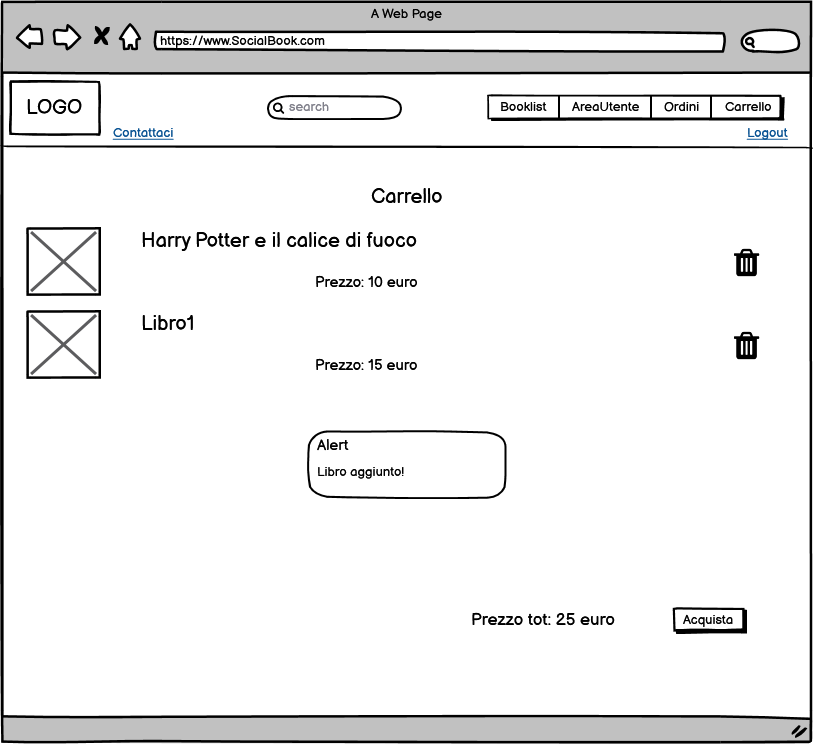 A Web Page
https://www.SocialBook.com
LOGO
search
Booklist AreaUtente Ordini Carrello
Contattaci
Logout
Carrello
Harry Potter e il calice di fuoco
Prezzo: 10 euro
Libro1
Prezzo: 15 euro
Alert
Libro aggiunto!
Prezzo tot: 25 euro
Acquista